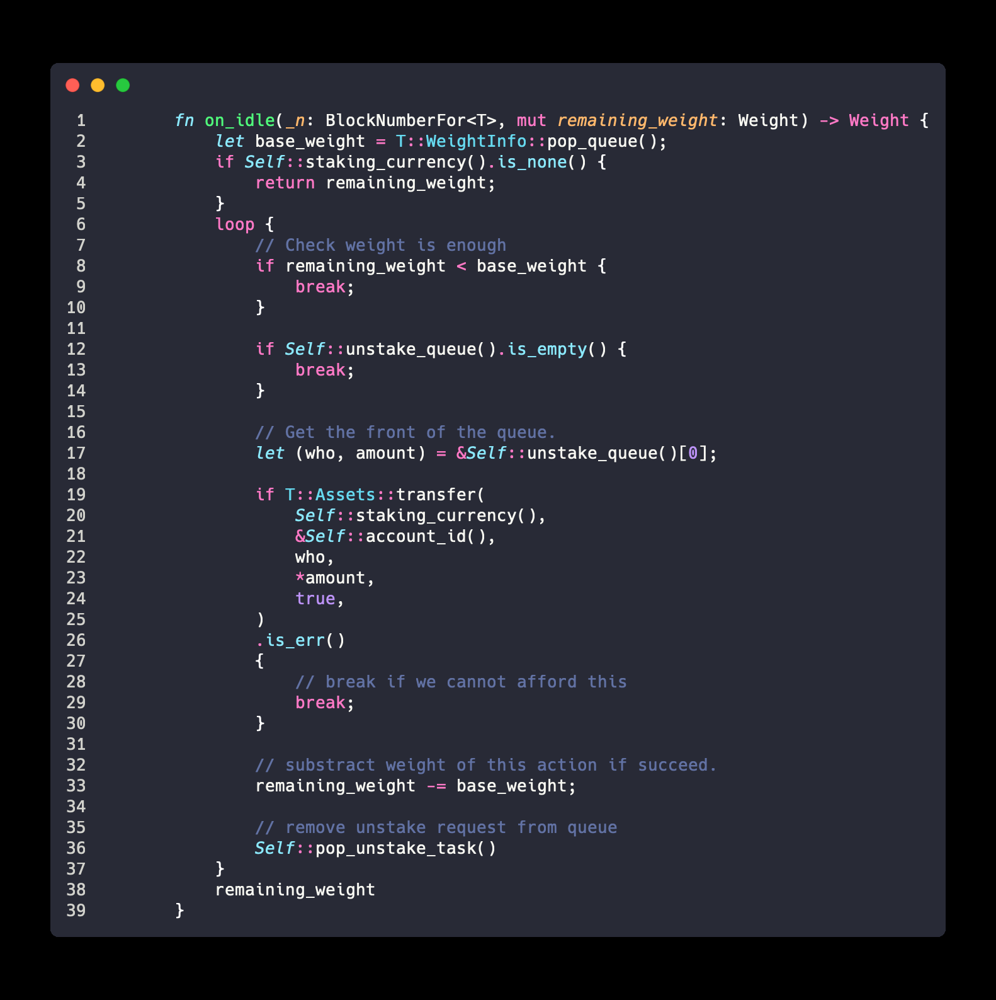 1 fn on_idle(_n: BlockNumberFor<T>, mut remaining_weight: Weight) -> Weight {
2 let base_weight = T::WeightInfo::pop_queue();
3 if Self::staking_currency().is_none() {
4 return remaining_weight;
5 }
6 loop {
7 // Check weight is enough
8 if remaining_weight < base_weight {
9 break;
10 }
11
12 if Self::unstake_queue().is_empty() {
13 break;
14 }
15
16 // Get the front of the queue.
17 let (who, amount) = &Self::unstake_queue()[0];
18
19 if T::Assets::transfer(
20 Self::staking_currency(),
21 &Self::account_id(),
22 who,
23 *amount,
24 true,
25 )
26 .is_err()
27 {
28 // break if we cannot afford this
29 break;
30 }
31
32 // substract weight of this action if succeed.
33 remaining_weight -= base_weight;
34
35 // remove unstake request from queue
36 Self::pop_unstake_task()
37 }
38 remaining_weight
39 }